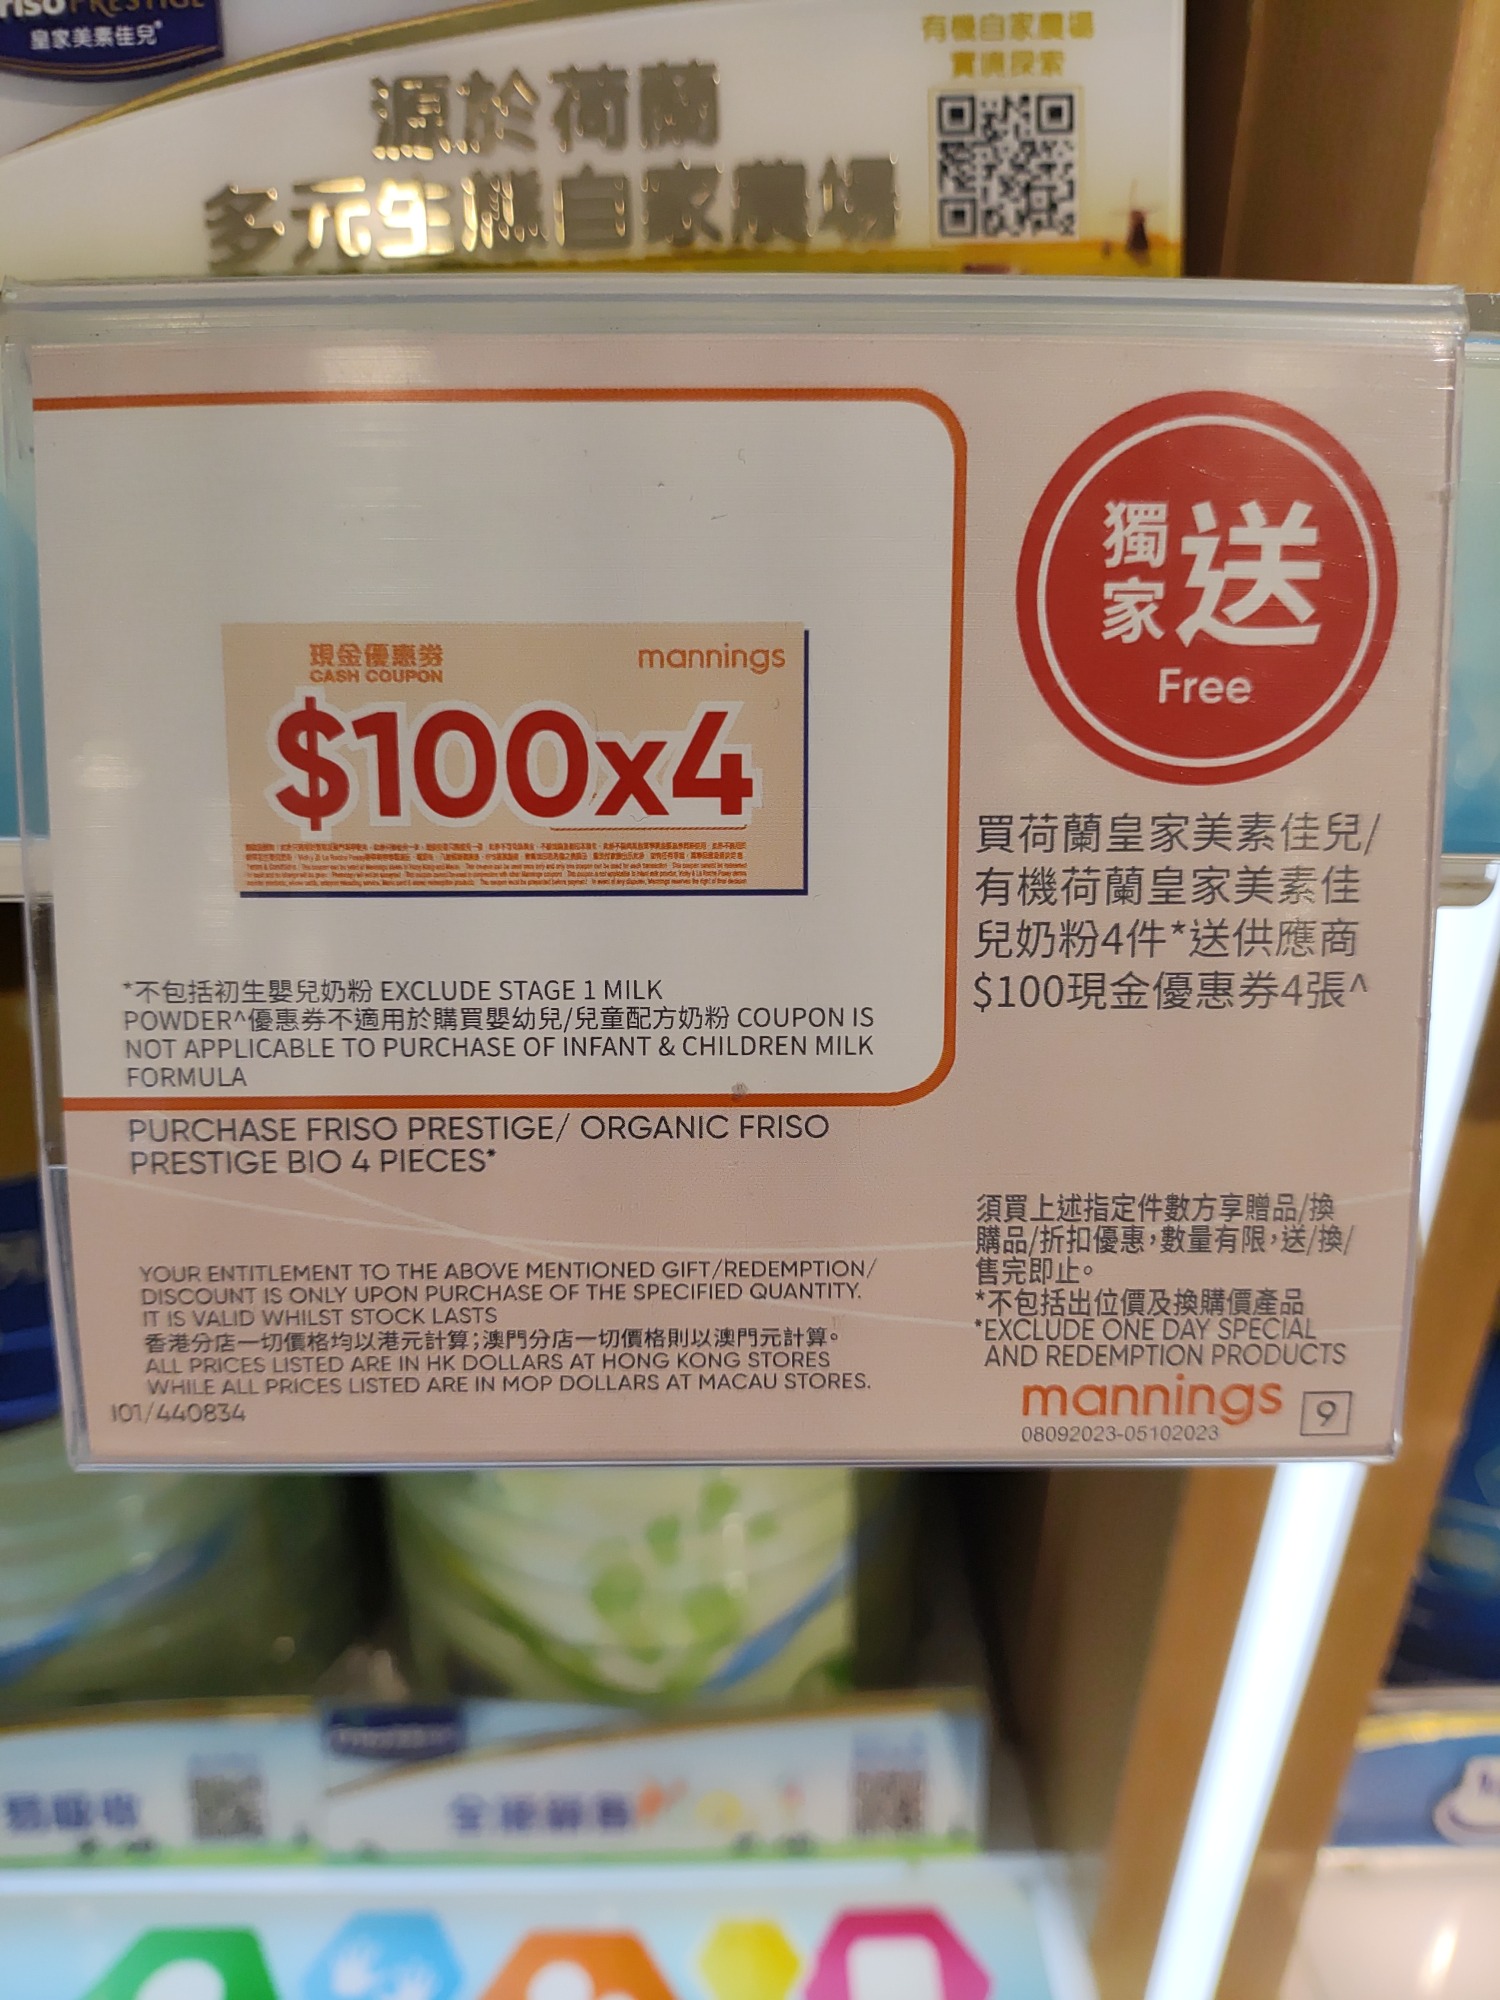 皇家美素佳兒
有機自家農場
實境探索
源於荷蘭
多元生態自家農場
現金優惠券
CASH COUPON
mannings
$100x4
獨家送
Free
買荷蘭皇家美素佳兒/
有機荷蘭皇家美素佳
兒奶粉4件*送供應商
$100現金優惠券4張^
*不包括初生嬰兒奶粉 EXCLUDE STAGE 1 MILK
POWDER^優惠券不適用於購買嬰幼兒/兒童配方奶粉 COUPON IS
NOT APPLICABLE TO PURCHASE OF INFANT & CHILDREN MILK
FORMULA
PURCHASE FRISO PRESTIGE/ ORGANIC FRISO
PRESTIGE BIO 4 PIECES*
YOUR ENTITLEMENT TO THE ABOVE MENTIONED GIFT/REDEMPTION/
DISCOUNT IS ONLY UPON PURCHASE OF THE SPECIFIED QUANTITY.
IT IS VALID WHILST STOCK LASTS
香港分店一切價格均以港元計算;澳門分店一切價格則以澳門元計算。
ALL PRICES LISTED ARE IN HK DOLLARS AT HONG KONG STORES
WHILE ALL PRICES LISTED ARE IN MOP DOLLARS AT MACAU STORES.
I01/440834
須買上述指定件數方享贈品/換
購品/折扣優惠,數量有限,送/換/
售完即止。
*不包括出位價及換購價產品
*EXCLUDE ONE DAY SPECIAL
AND REDEMPTION PRODUCTS
mannings 9
08092023-05102023